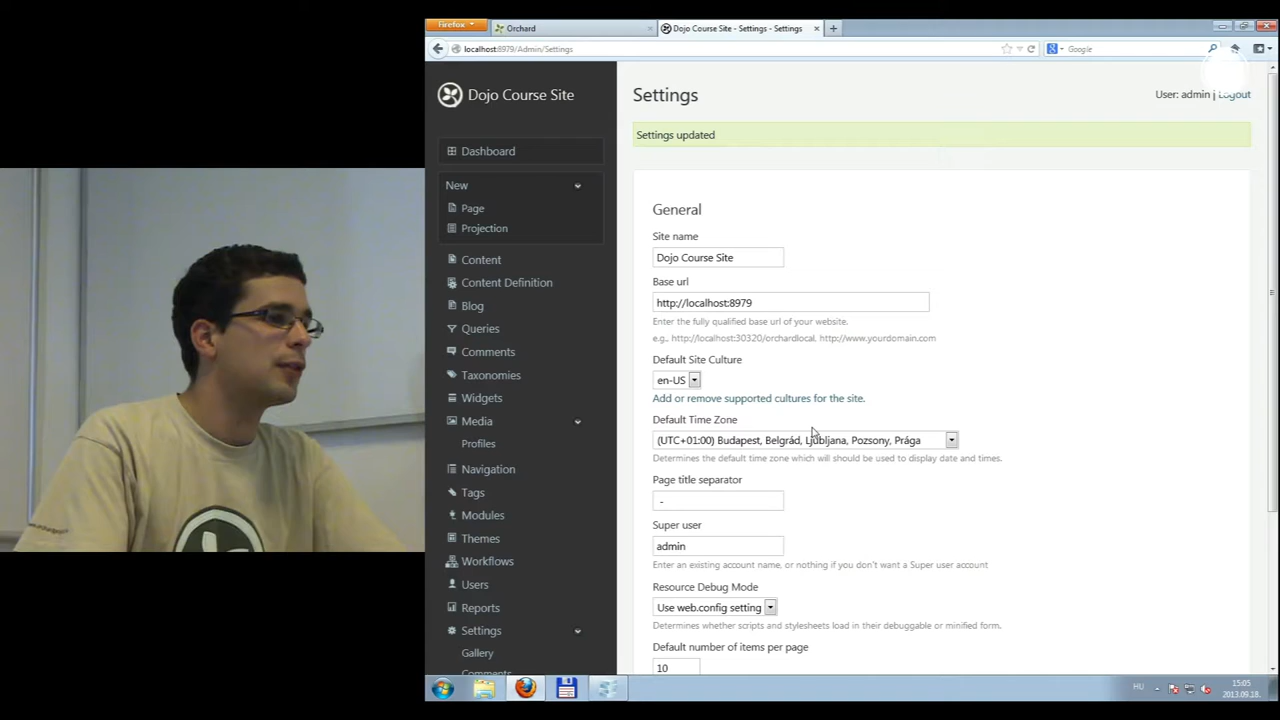 Firefox
Orchard
Dojo Course Site - Settings - Settings
localhost:8979/Admin/Settings
Google
Dojo Course Site
Dashboard
New
Page
Projection
Content
Content Definition
Blog
Queries
Comments
Taxonomies
Widgets
Media
Profiles
Navigation
Tags
Modules
Themes
Workflows
Users
Reports
Settings
Gallery
Comments
Settings
User: admin | Logout
Settings updated
General
Site name
Dojo Course Site
Base url
http://localhost:8979
Enter the fully qualified base url of your website.
e.g., http://localhost:30320/orchardlocal, http://www.yourdomain.com
Default Site Culture
en-US
Add or remove supported cultures for the site.
Default Time Zone
(UTC+01:00) Budapest, Belgrád, Ljubljana, Pozsony, Prága
Determines the default time zone which will should be used to display date and times.
Page title separator
-
Super user
admin
Enter an existing account name, or nothing if you don't want a Super user account
Resource Debug Mode
Use web.config setting
Determines whether scripts and stylesheets load in their debuggable or minified form.
Default number of items per page
10
HU
15:05
2013.09.18.